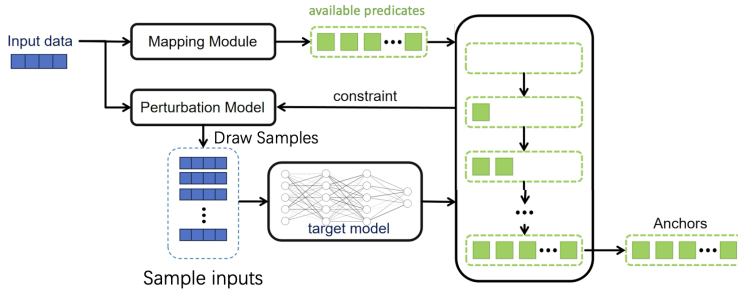 available predicates
Input data
Mapping Module
constraint
Perturbation Model
Draw Samples
target model
Anchors
Sample inputs